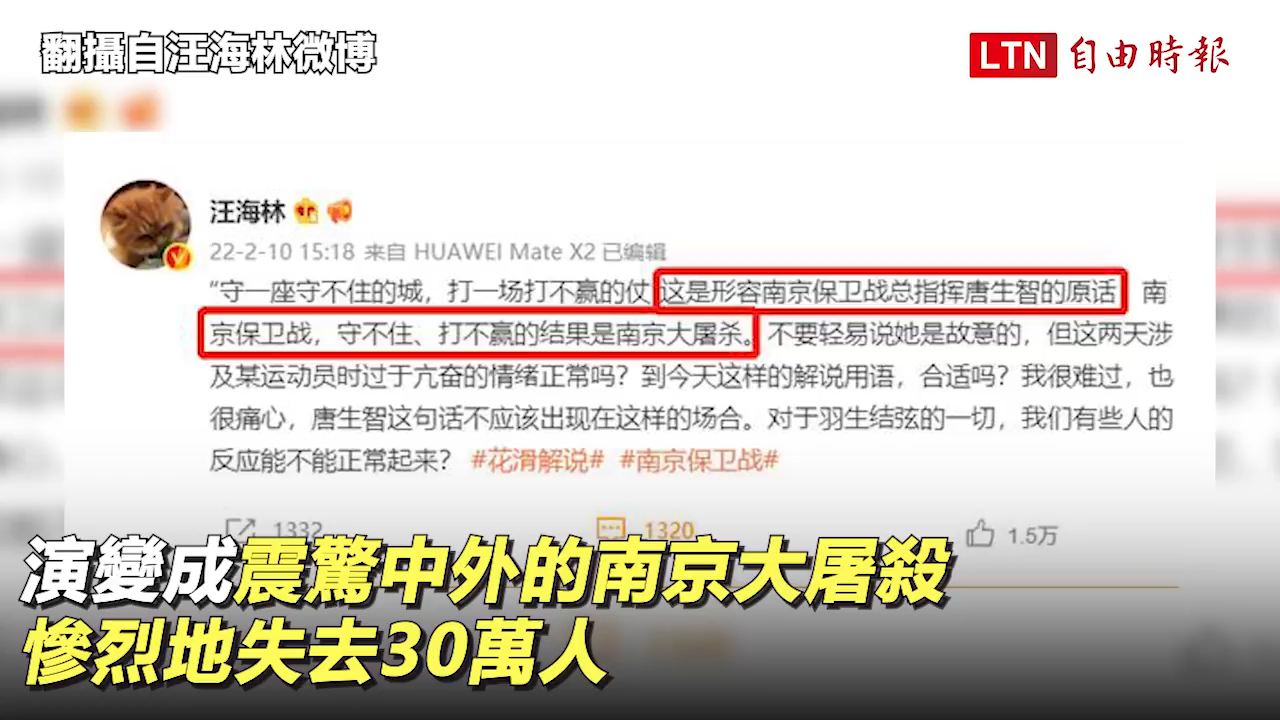 翻攝自汪海林微博
LTN 自由時報
汪海林
22-2-10 15:18 来自 HUAWEI Mate X2 已编辑
“守一座守不住的城，打一场打不赢的仗 这是形容南京保卫战总指挥唐生智的原话 南
京保卫战，守不住、打不赢的结果是南京大屠杀。不要轻易说她是故意的，但这两天涉
及某运动员时过于亢奋的情绪正常吗？到今天这样的解说用语，合适吗？我很难过，也
很痛心，唐生智这句话不应该出现在这样的场合。对于羽生结弦的一切，我们有些人的
反应能不能正常起来？ #花滑解说# #南京保卫战#
1332 1320 1.5万
演變成震驚中外的南京大屠殺
慘烈地失去30萬人